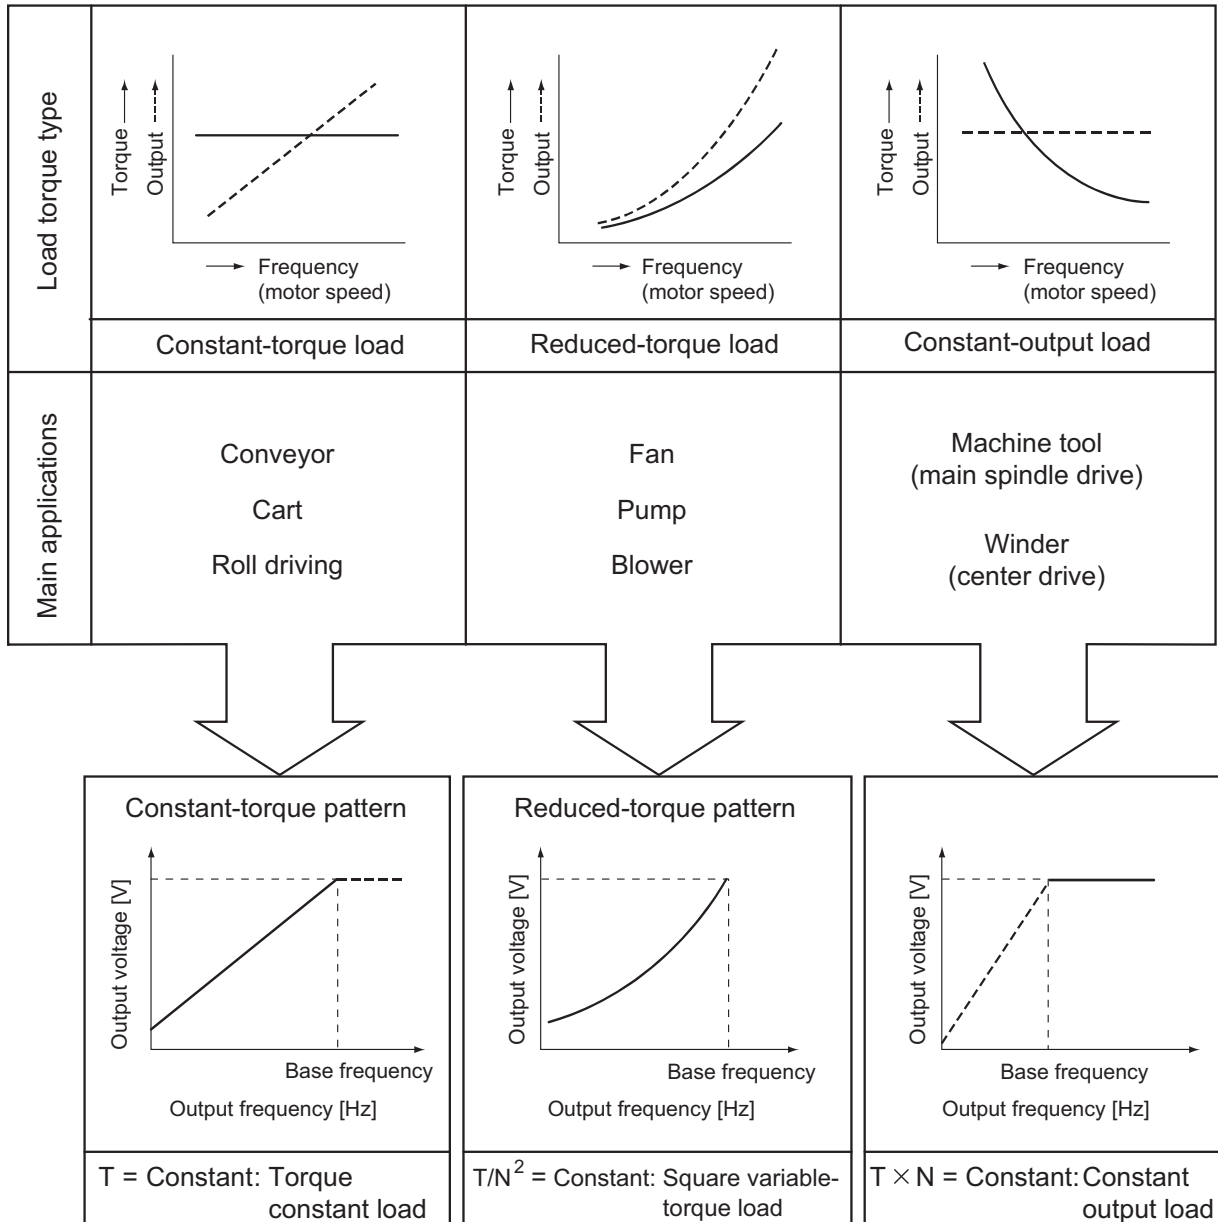 Load torque type
Torque
Output
Frequency
(motor speed)
Torque
Output
Frequency
(motor speed)
Torque
Output
Frequency
(motor speed)
Constant-torque load
Reduced-torque load
Constant-output load
Main applications
Conveyor
Cart
Roll driving
Fan
Pump
Blower
Machine tool
(main spindle drive)
Winder
(center drive)
Constant-torque pattern
Output voltage [V]
Base frequency
Output frequency [Hz]
T = Constant: Torque
constant load
Reduced-torque pattern
Output voltage [V]
Base frequency
Output frequency [Hz]
T/N² = Constant: Square variable-
torque load
Output voltage [V]
Base frequency
Output frequency [Hz]
T × N = Constant: Constant
output load